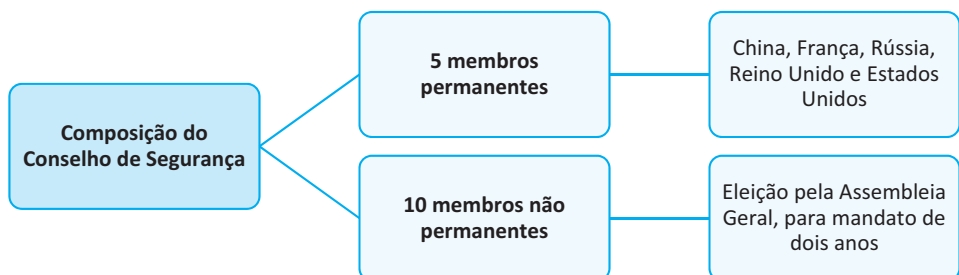 Composição do
Conselho de Segurança
5 membros
permanentes
China, França, Rússia,
Reino Unido e Estados
Unidos
10 membros não
permanentes
Eleição pela Assembleia
Geral, para mandato de
dois anos